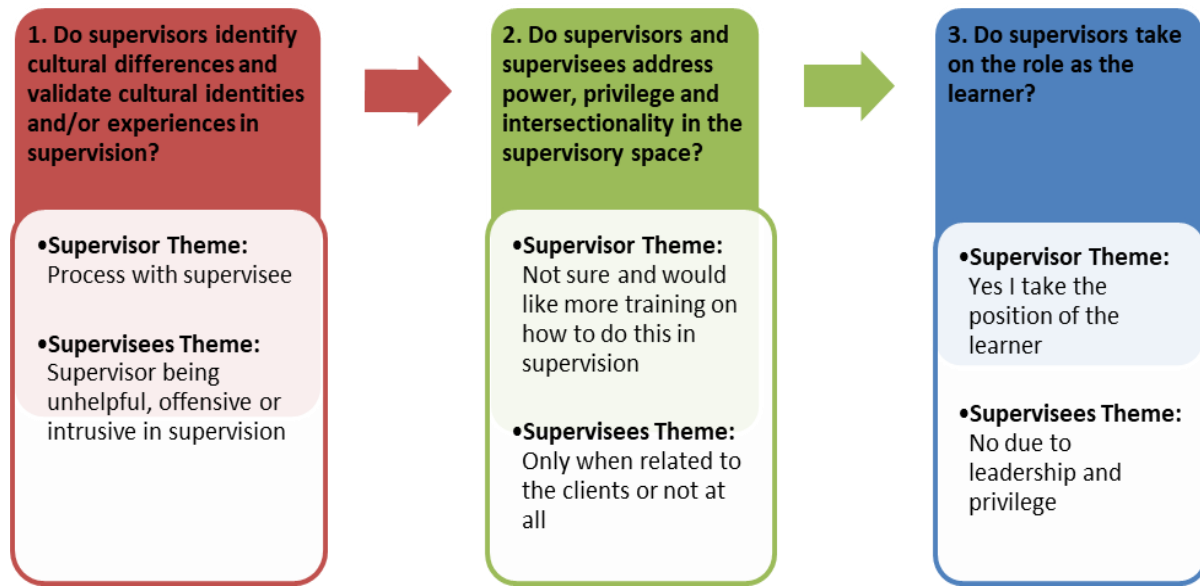 1. Do supervisors identify
cultural differences and
validate cultural identities
and/or experiences in
supervision?
•Supervisor Theme:
Process with supervisee
•Supervisees Theme:
Supervisor being
unhelpful, offensive or
intrusive in supervision
2. Do supervisors and
supervisees address
power, privilege and
intersectionality in the
supervisory space?
•Supervisor Theme:
Not sure and would
like more training on
how to do this in
supervision
•Supervisees Theme:
Only when related to
the clients or not at
all
3. Do supervisors take
on the role as the
learner?
•Supervisor Theme:
Yes I take the
position of the
learner
•Supervisees Theme:
No due to
leadership and
privilege